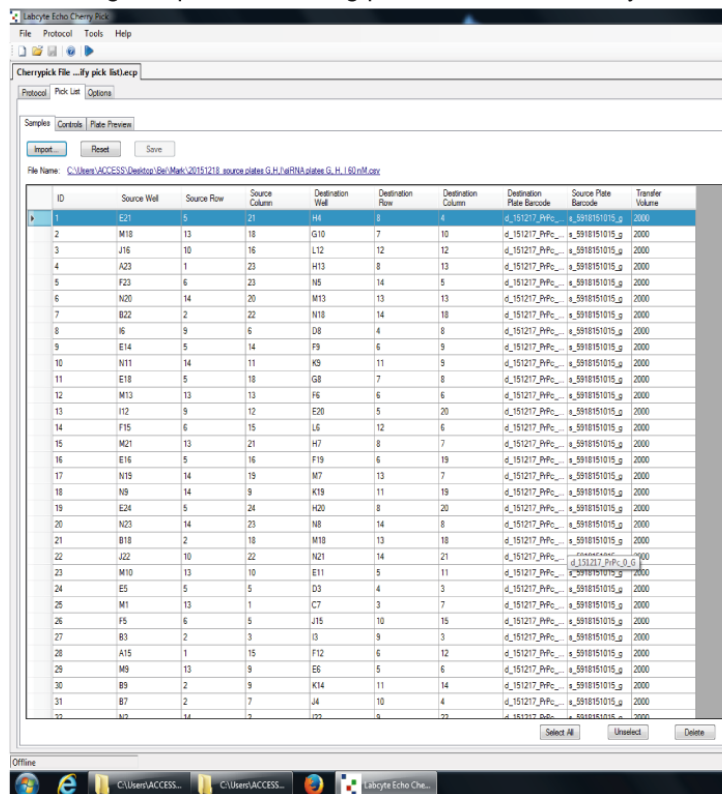 Labcyte Echo Cherry Pick
File Protocol Tools Help
Cherrypick File ...ify pick list).ecp
Protocol Pick List Options
Samples Controls Plate Preview
Import... Reset Save
File Name: C:\Users\ACCESS\Desktop\Bei\Mark\20151218_source plates G,H,I\siRNA plates G, H, I 60 nM.csv
ID Source Well Source Row Source Column Destination Well Destination Row Destination Column Destination Plate Barcode Source Plate Barcode Transfer Volume
1 E21 5 21 H4 8 4 d_151217_PrPc_... s_5918151015_g 2000
2 M18 13 18 G10 7 10 d_151217_PrPc_... s_5918151015_g 2000
3 J16 10 16 L12 12 12 d_151217_PrPc_... s_5918151015_g 2000
4 A23 1 23 H13 8 13 d_151217_PrPc_... s_5918151015_g 2000
5 F23 6 23 N5 14 5 d_151217_PrPc_... s_5918151015_g 2000
6 N20 14 20 M13 13 13 d_151217_PrPc_... s_5918151015_g 2000
7 B22 2 22 N18 14 18 d_151217_PrPc_... s_5918151015_g 2000
8 I6 9 6 D8 4 8 d_151217_PrPc_... s_5918151015_g 2000
9 E14 5 14 F9 6 9 d_151217_PrPc_... s_5918151015_g 2000
10 N11 14 11 K9 11 9 d_151217_PrPc_... s_5918151015_g 2000
11 E18 5 18 G8 7 8 d_151217_PrPc_... s_5918151015_g 2000
12 M13 13 13 F6 6 6 d_151217_PrPc_... s_5918151015_g 2000
13 I12 9 12 E20 5 20 d_151217_PrPc_... s_5918151015_g 2000
14 F15 6 15 L6 12 6 d_151217_PrPc_... s_5918151015_g 2000
15 M21 13 21 H7 8 7 d_151217_PrPc_... s_5918151015_g 2000
16 E16 5 16 F19 6 19 d_151217_PrPc_... s_5918151015_g 2000
17 N19 14 19 M7 13 7 d_151217_PrPc_... s_5918151015_g 2000
18 N9 14 9 K19 11 19 d_151217_PrPc_... s_5918151015_g 2000
19 E24 5 24 H20 8 20 d_151217_PrPc_... s_5918151015_g 2000
20 N23 14 23 N8 14 8 d_151217_PrPc_... s_5918151015_g 2000
21 B18 2 18 M18 13 18 d_151217_PrPc_... s_5918151015_g 2000
22 J22 10 22 N21 14 21 d_151217_PrPc_... 2000
d_151217_PrPc_0_G
23 M10 13 10 E11 5 11 d_151217_PrPc_... s_5918151015_g 2000
24 E5 5 5 D3 4 3 d_151217_PrPc_... s_5918151015_g 2000
25 M1 13 1 C7 3 7 d_151217_PrPc_... s_5918151015_g 2000
26 F5 6 5 J15 10 15 d_151217_PrPc_... s_5918151015_g 2000
27 B3 2 3 I3 9 3 d_151217_PrPc_... s_5918151015_g 2000
28 A15 1 15 F12 6 12 d_151217_PrPc_... s_5918151015_g 2000
29 M9 13 9 E6 5 6 d_151217_PrPc_... s_5918151015_g 2000
30 B9 2 9 K14 11 14 d_151217_PrPc_... s_5918151015_g 2000
31 B7 2 7 J4 10 4 d_151217_PrPc_... s_5918151015_g 2000
Select All Unselect Delete
Offline
C:\Users\ACCESS... C:\Users\ACCESS... Labcyte Echo Che...